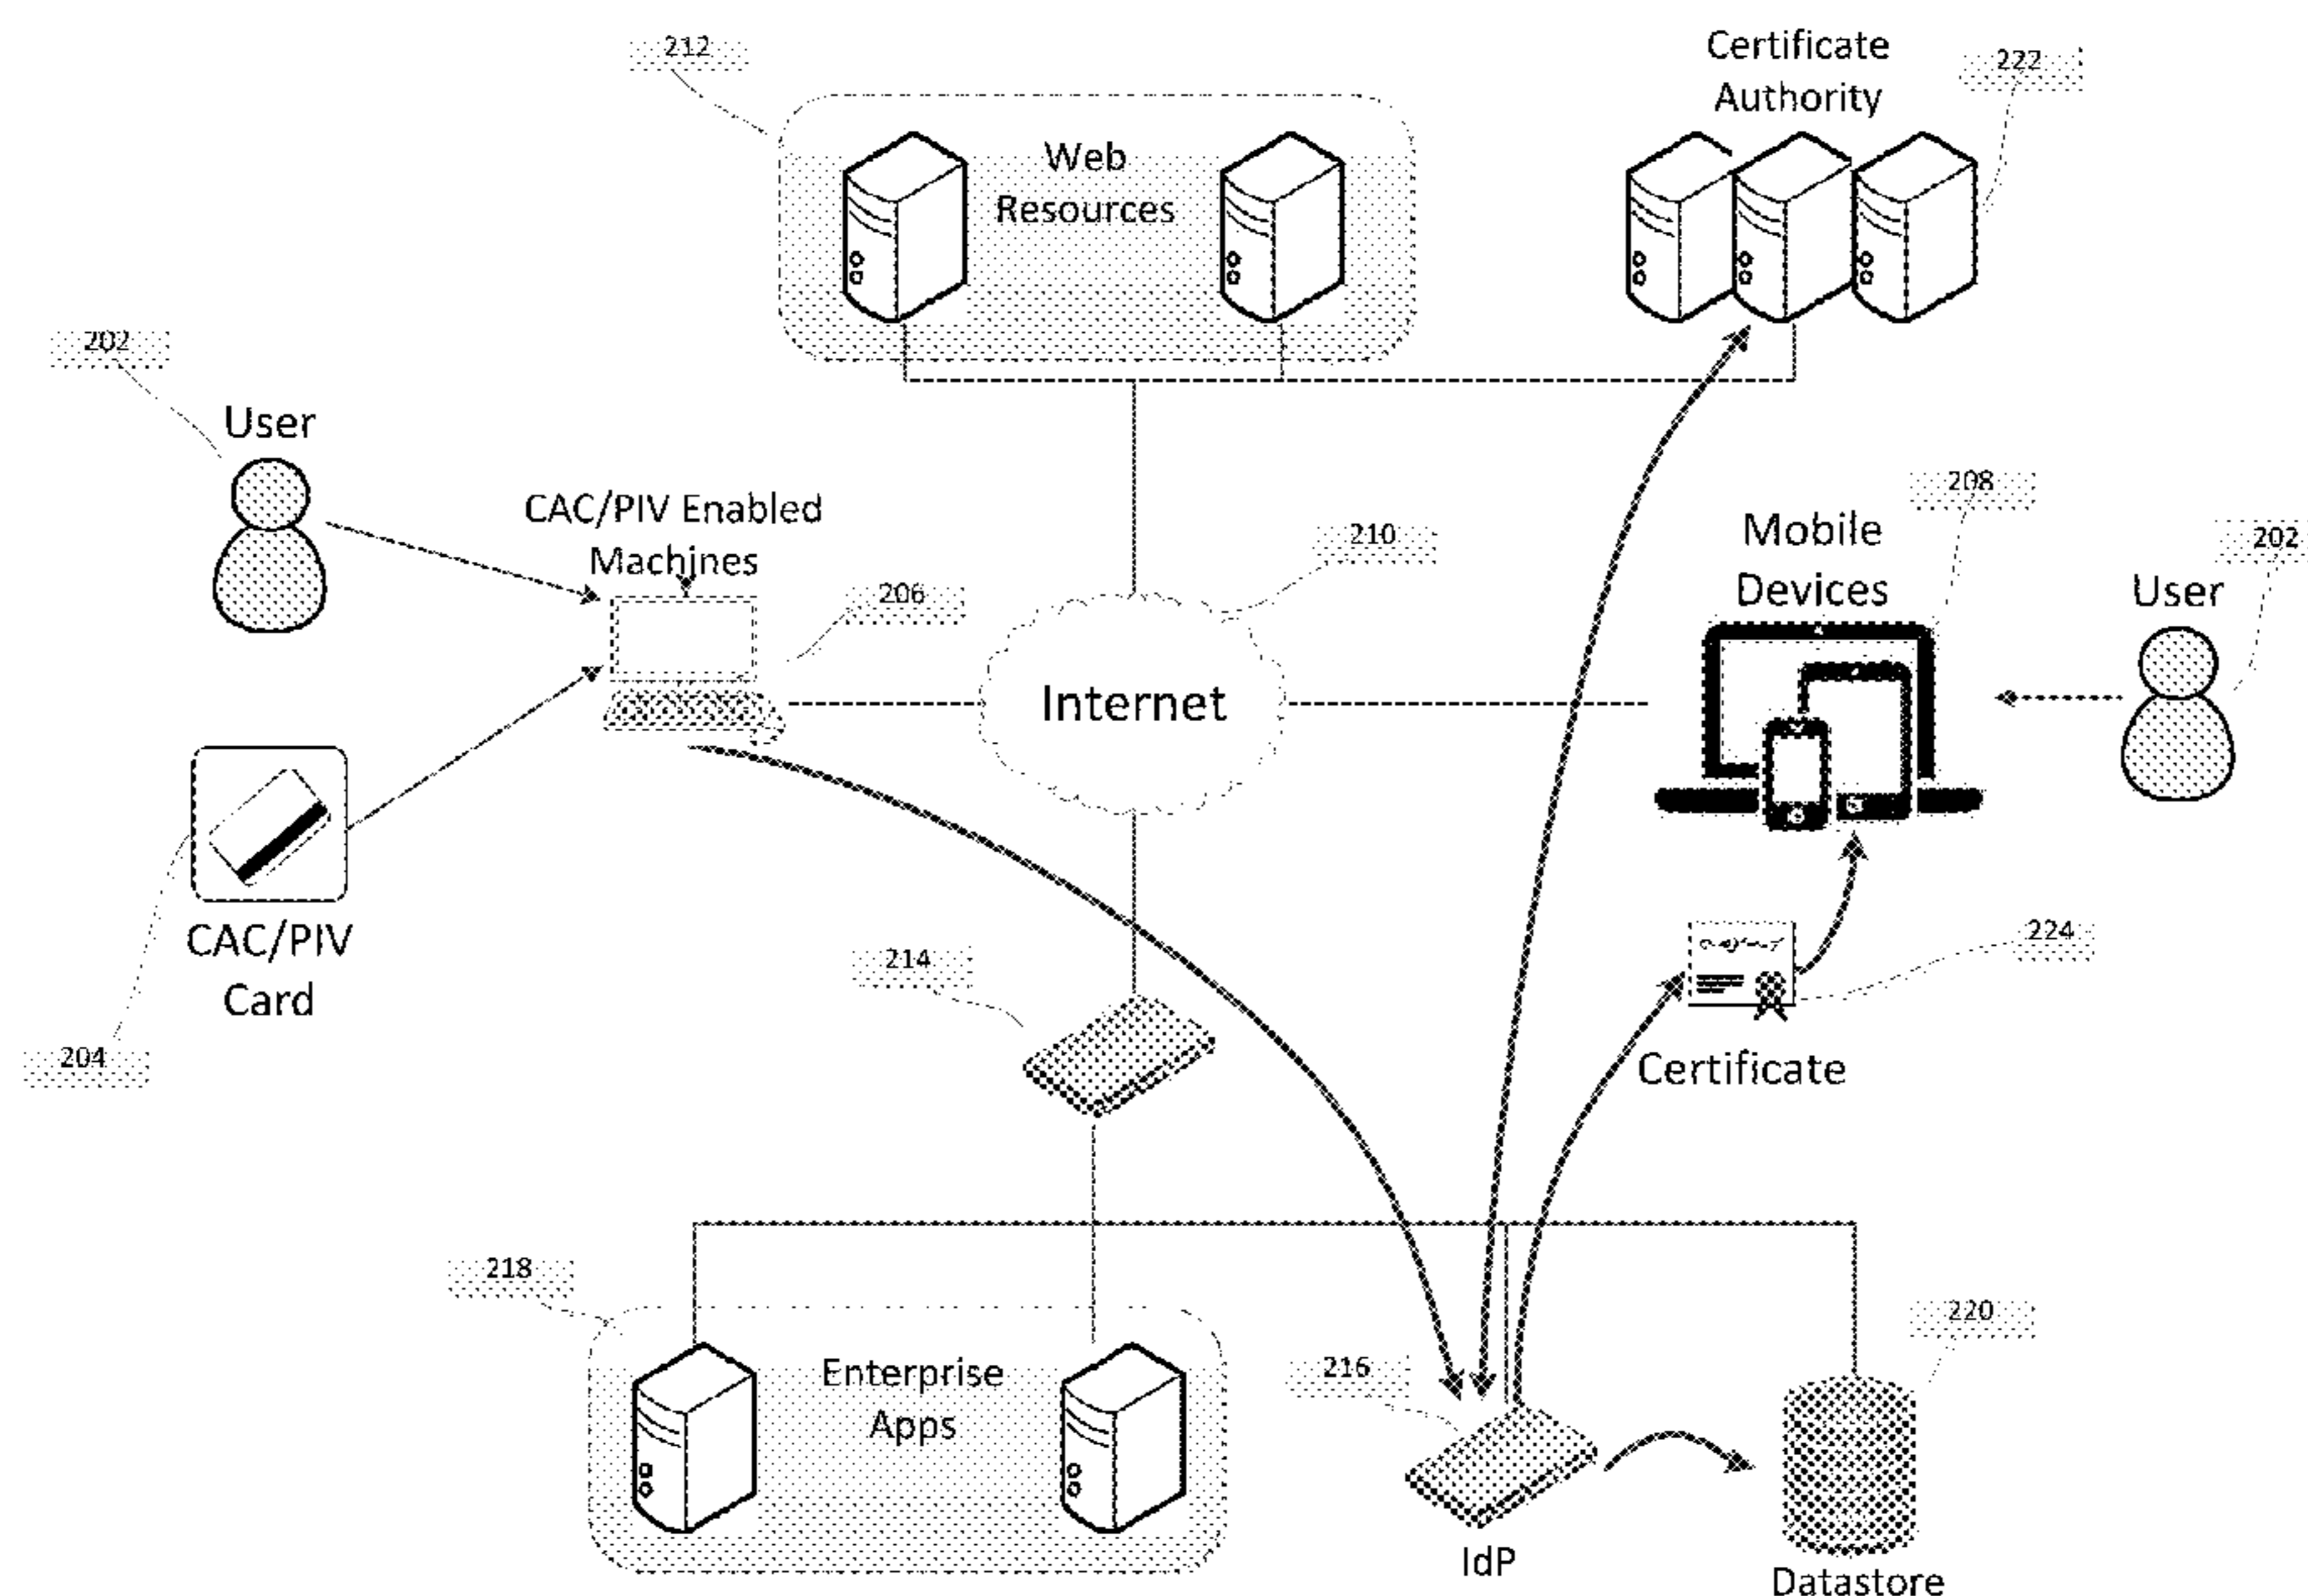 212
Certificate
Authority
222
Web
Resources
202
User
CAC/PIV Enabled
Machines
206
210
208
Mobile
Devices
202
User
Internet
CAC/PIV
Card
204
214
224
Certificate
218
Enterprise
Apps
216
220
IdP
Datastore